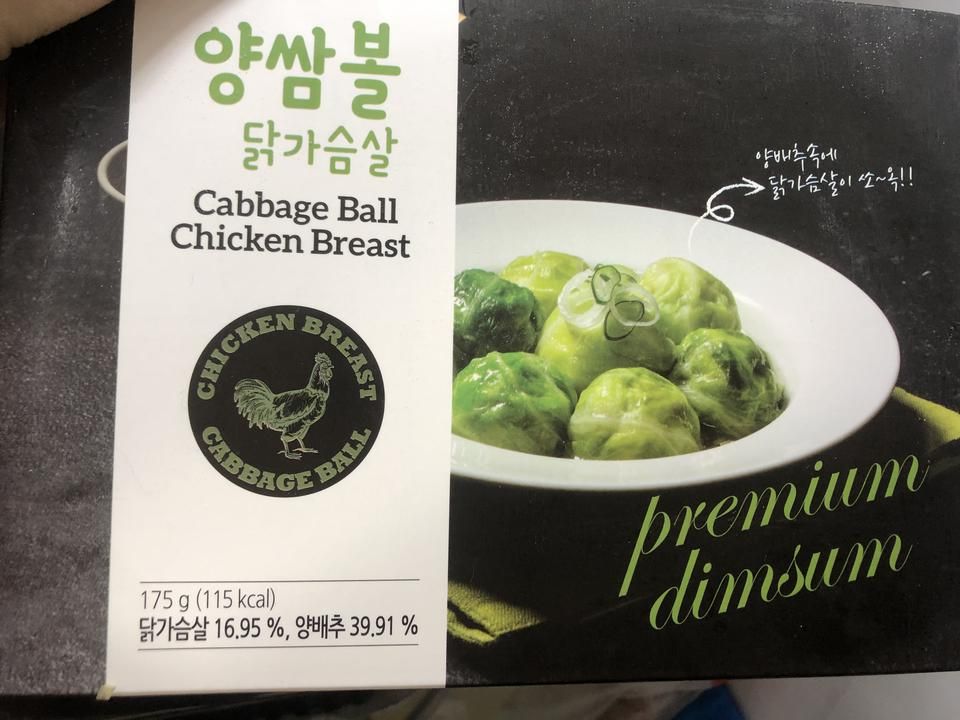 양쌈볼
닭가슴살
Cabbage Ball
Chicken Breast
CHICKEN BREAST
CABBAGE BALL
175 g (115 kcal)
닭가슴살 16.95 %, 양배추 39.91 %
양배추속에
닭가슴살이 쏘~옥!!
premium
dimsum